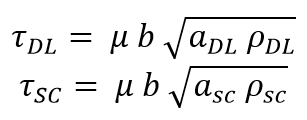 τ_DL = μ b √(a_DL ρ_DL)
τ_SC = μ b √(a_sc ρ_sc)